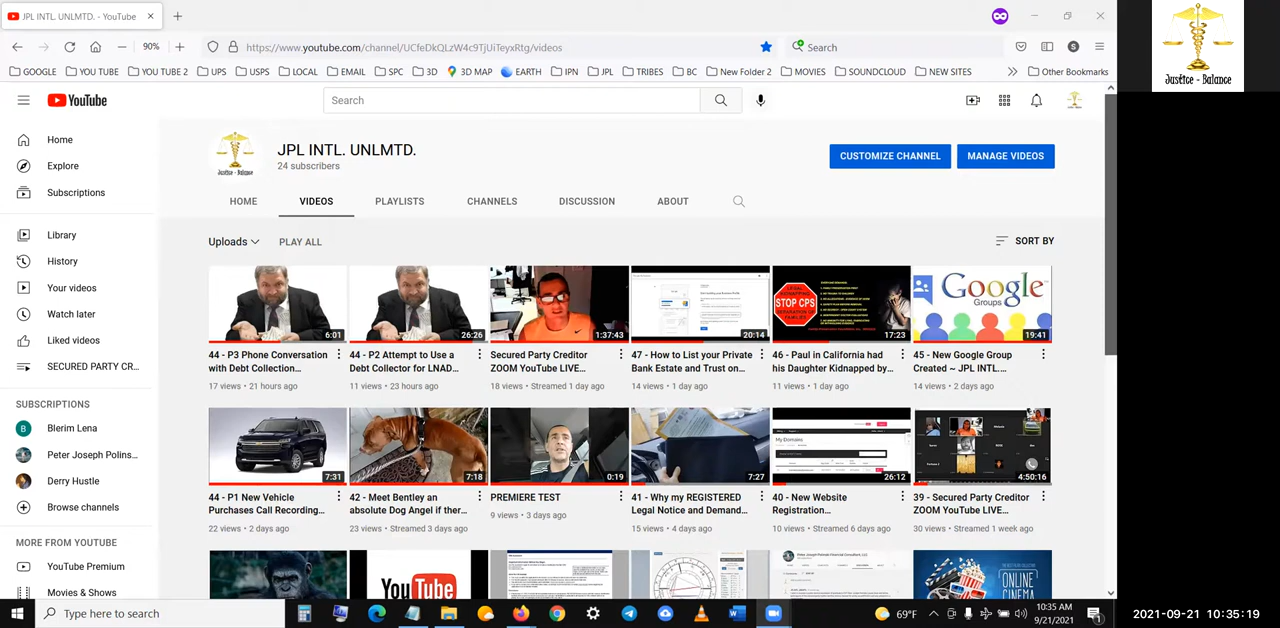 JPL INTL. UNLMTD. - YouTube
90%
https://www.youtube.com/channel/UCfeDkQLzW4c9TjUiTeyxRtg/videos
Search
GOOGLE YOU TUBE YOU TUBE 2 UPS USPS LOCAL EMAIL SPC 3D 3D MAP EARTH IPN JPL TRIBES BC New Folder 2 MOVIES SOUNDCLOUD NEW SITES Other Bookmarks
Justice - Balance
YouTube
Search
Home
Explore
Subscriptions
Library
History
Your videos
Watch later
Liked videos
SECURED PARTY CR...
SUBSCRIPTIONS
Blerim Lena
Peter Joseph Polins...
Derry Hustle
Browse channels
MORE FROM YOUTUBE
YouTube Premium
Movies & Shows
JPL INTL. UNLMTD.
24 subscribers
CUSTOMIZE CHANNEL
MANAGE VIDEOS
HOME VIDEOS PLAYLISTS CHANNELS DISCUSSION ABOUT
Uploads PLAY ALL SORT BY
6:01
44 - P3 Phone Conversation
with Debt Collection...
17 views • 21 hours ago
26:26
44 - P2 Attempt to Use a
Debt Collector for LNAD...
11 views • 23 hours ago
1:37:43
Secured Party Creditor
ZOOM YouTube LIVE...
18 views • Streamed 1 day ago
20:14
47 - How to List your Private
Bank Estate and Trust on...
14 views • 1 day ago
STOP CPS
17:23
46 - Paul in California had
his Daughter Kidnapped by...
11 views • 1 day ago
Google
Groups
19:41
45 - New Google Group
Created ~ JPL INTL....
14 views • 2 days ago
7:31
44 - P1 New Vehicle
Purchases Call Recording...
22 views • 2 days ago
7:18
42 - Meet Bentley an
absolute Dog Angel if ther...
23 views • Streamed 3 days ago
0:19
PREMIERE TEST
9 views • 3 days ago
7:27
41 - Why my REGISTERED
Legal Notice and Demand...
15 views • 4 days ago
My Domains
26:12
40 - New Website
Registration...
10 views • Streamed 6 days ago
4:50:16
39 - Secured Party Creditor
ZOOM YouTube LIVE...
30 views • Streamed 1 week ago
You Tube
ONLINE
CINEMA
Type here to search
69°F
10:35 AM
9/21/2021
1
2021-09-21 10:35:19